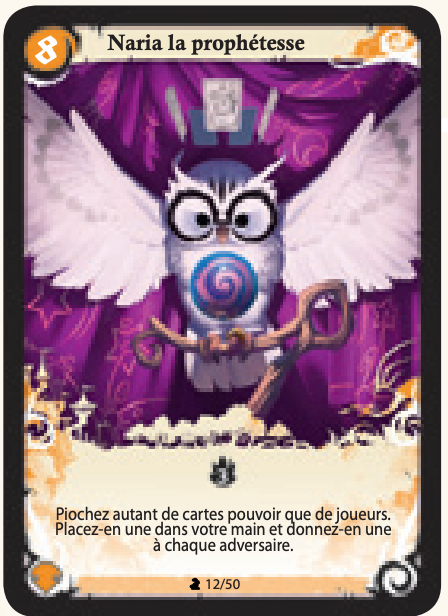 8
Naria la prophétesse
Piochez autant de cartes pouvoir que de joueurs.
Placez-en une dans votre main et donnez-en une
à chaque adversaire.
12/50